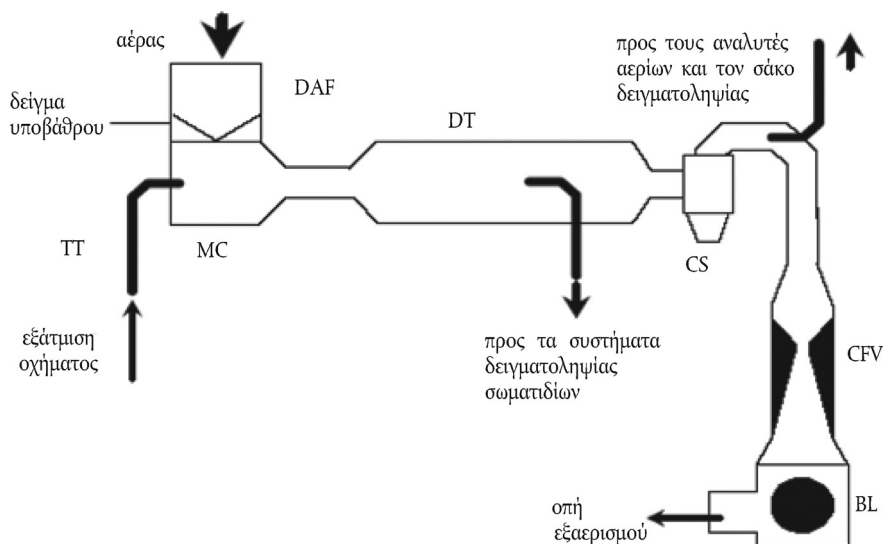 αέρας
DAF
δείγμα
υποβάθρου
DT
προς τους αναλυτές
αερίων και τον σάκο
δειγματοληψίας
TT
MC
CS
εξάτμιση
οχήματος
προς τα συστήματα
δειγματοληψίας
σωματιδίων
CFV
BL
οπή
εξαερισμού